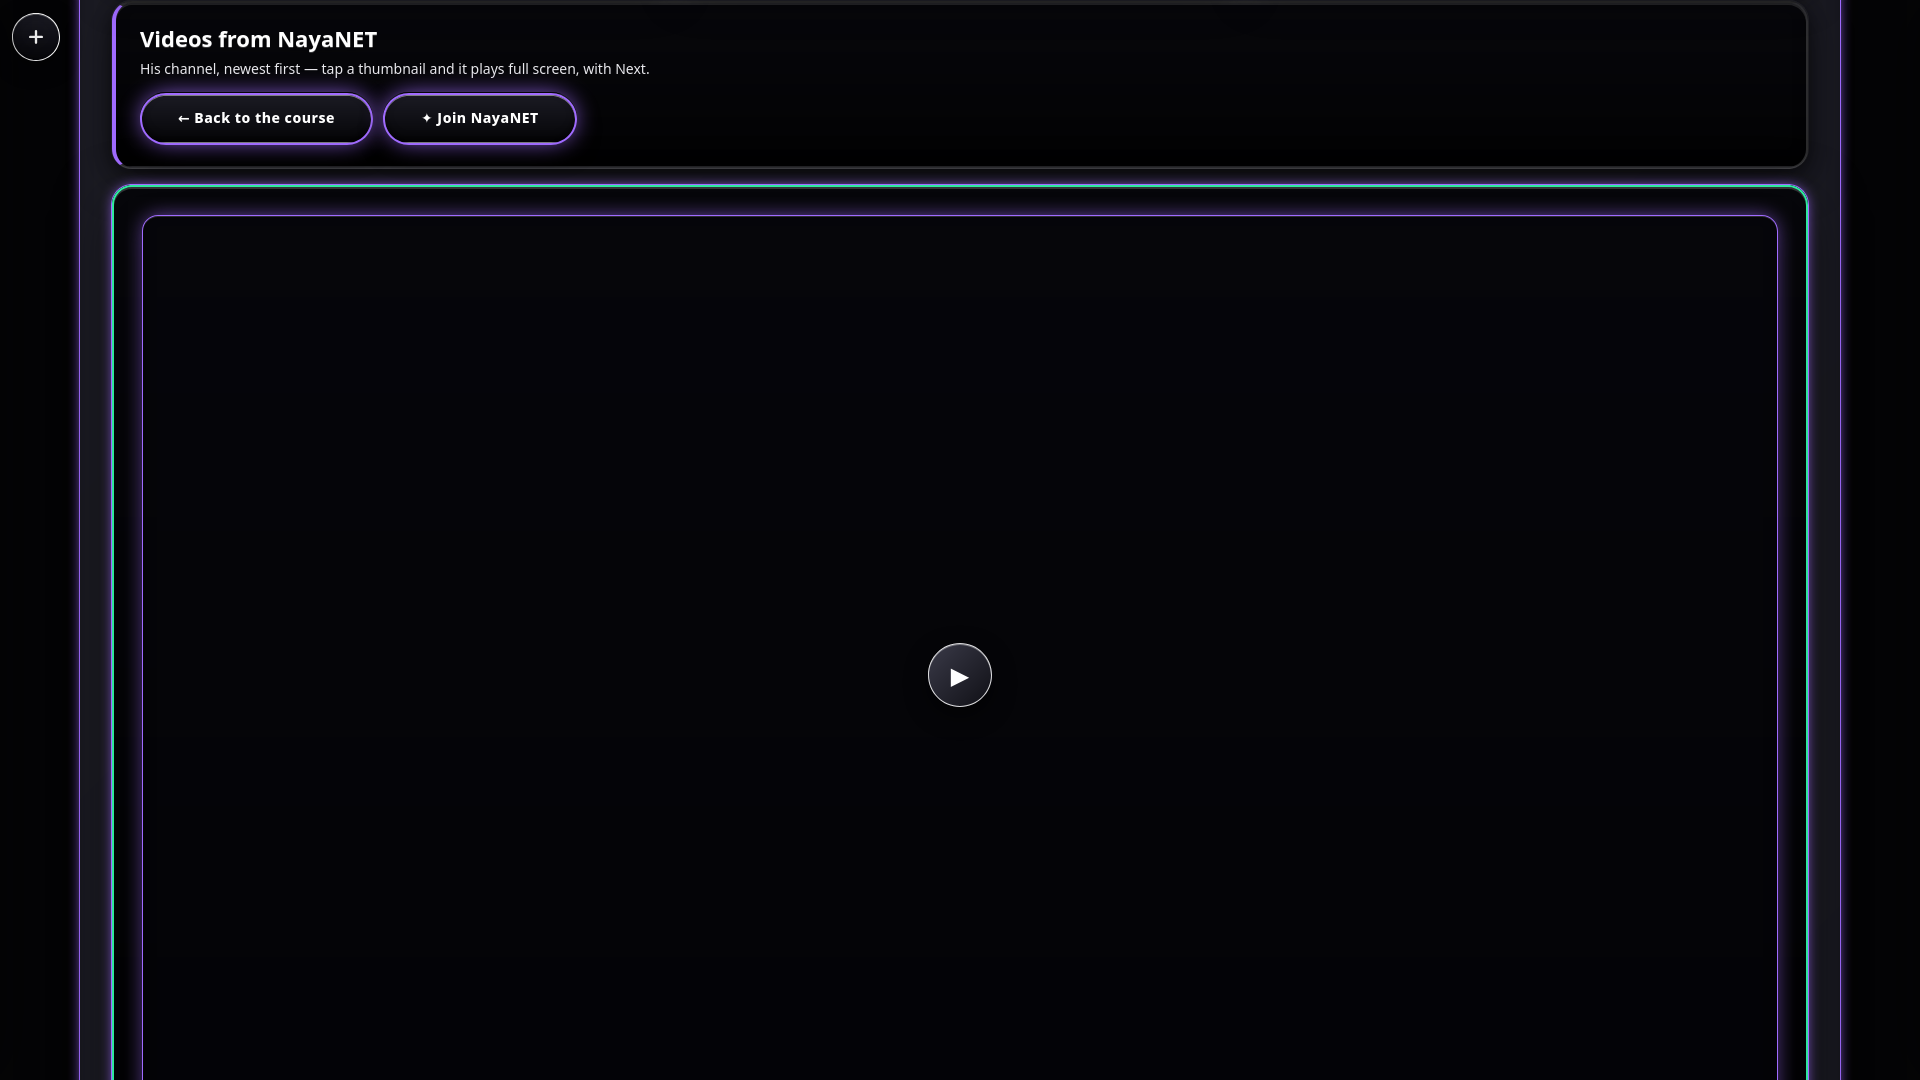 Videos from NayaNET
His channel, newest first — tap a thumbnail and it plays full screen, with Next.
← Back to the course
✦ Join NayaNET